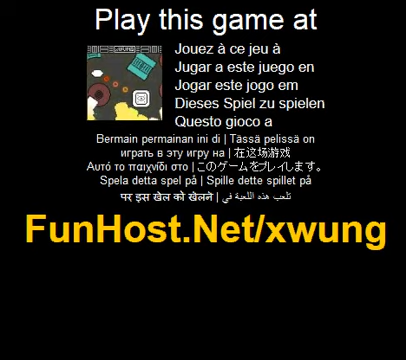 Play this game at
Jouez à ce jeu à
Jugar a este juego en
Jogar este jogo em
Dieses Spiel zu spielen
Questo gioco a
Bermain permainan ini di | Tässä pelissä on
играть в эту игру на | 在这场游戏
Αυτό το παιχνίδι στο | このゲームをプレイします。
Spela detta spel på | Spille dette spillet på
पर इस खेल को खेलने | تلعب هذه اللعبة في
FunHost.Net/xwung